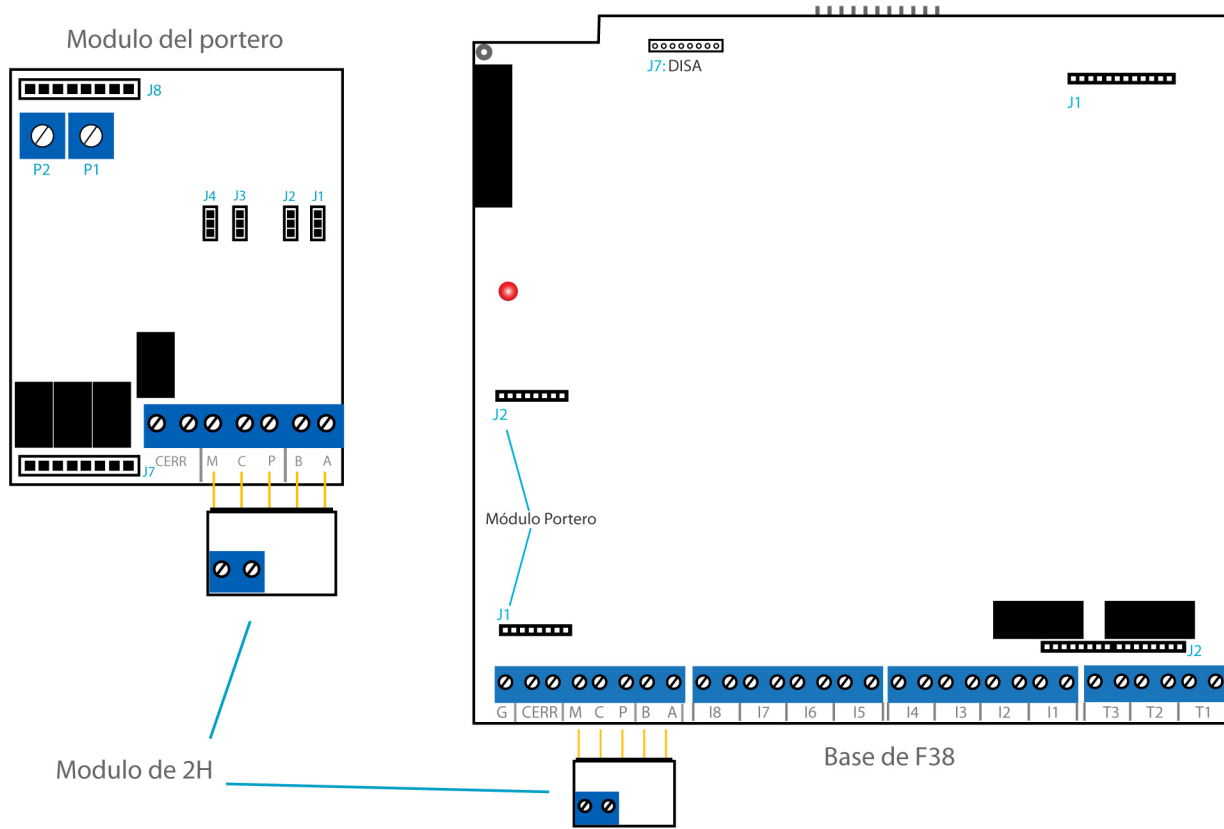 Modulo del portero
J8
P2 P1
J4 J3 J2 J1
CERR M C P B A
J7
J7: DISA
J1
J2
Módulo Portero
J1
J2
G CERR M C P B A I8 I7 I6 I5 I4 I3 I2 I1 T3 T2 T1
Base de F38
Modulo de 2H